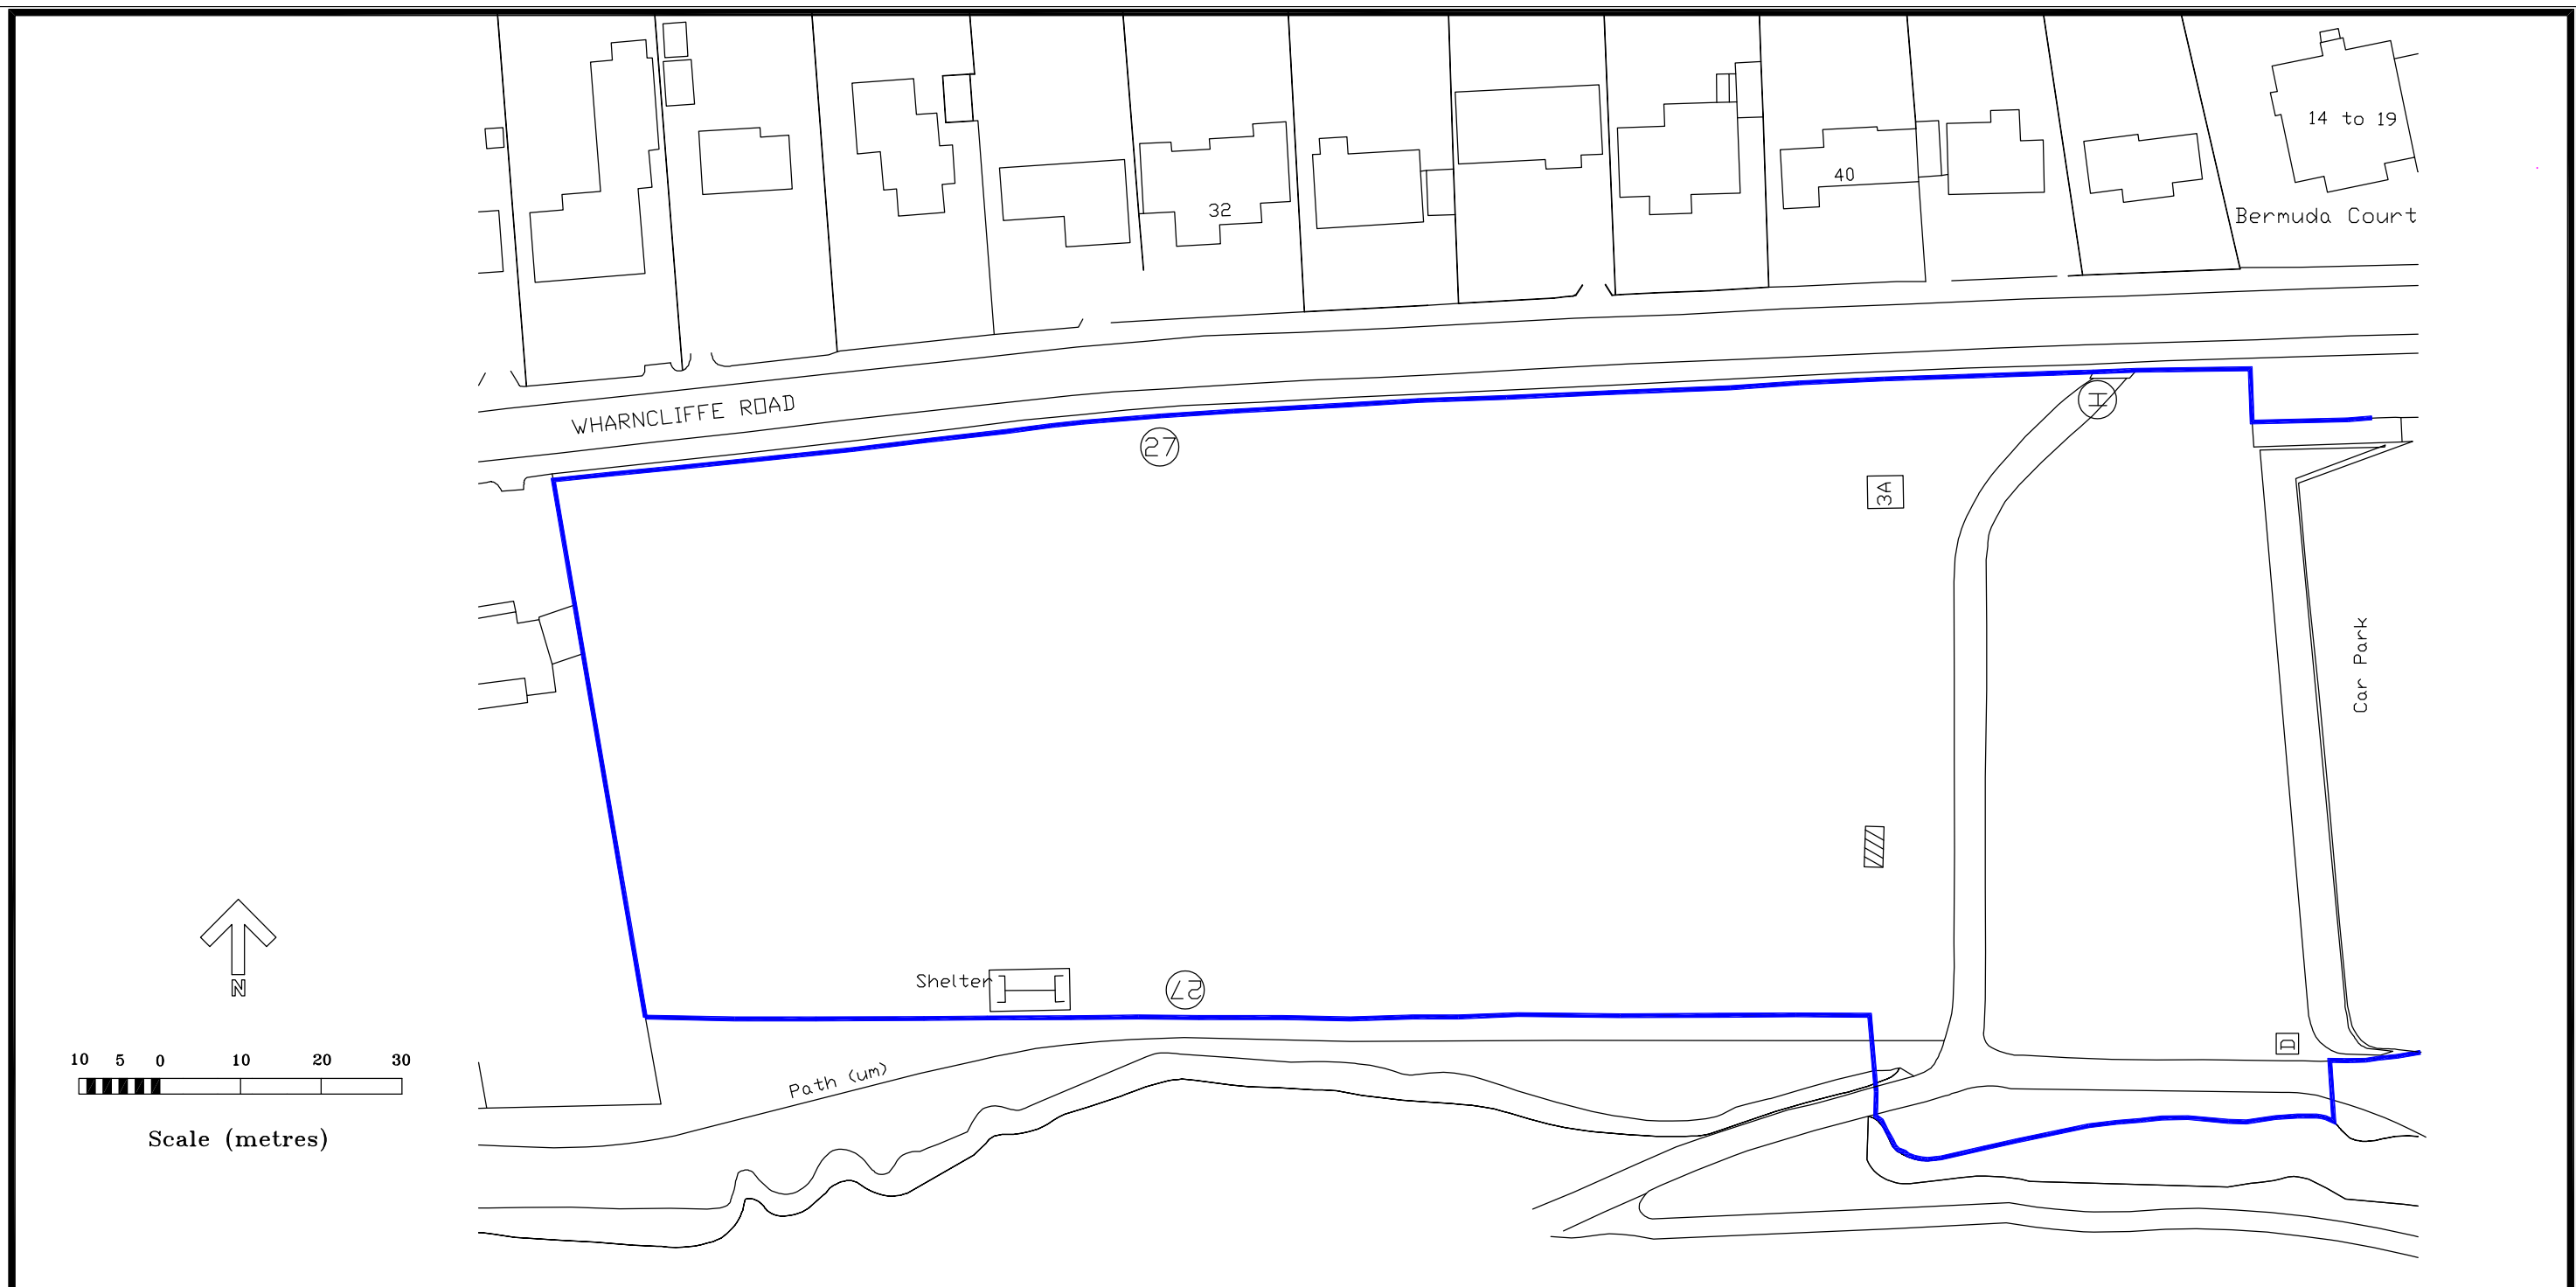 14 to 19
40
32
Bermuda Court
WHARNCLIFFE ROAD
H
27
3A
Car Park
Shelter
27
N
D
10 5 0 10 20 30
Path (um)
Scale (metres)